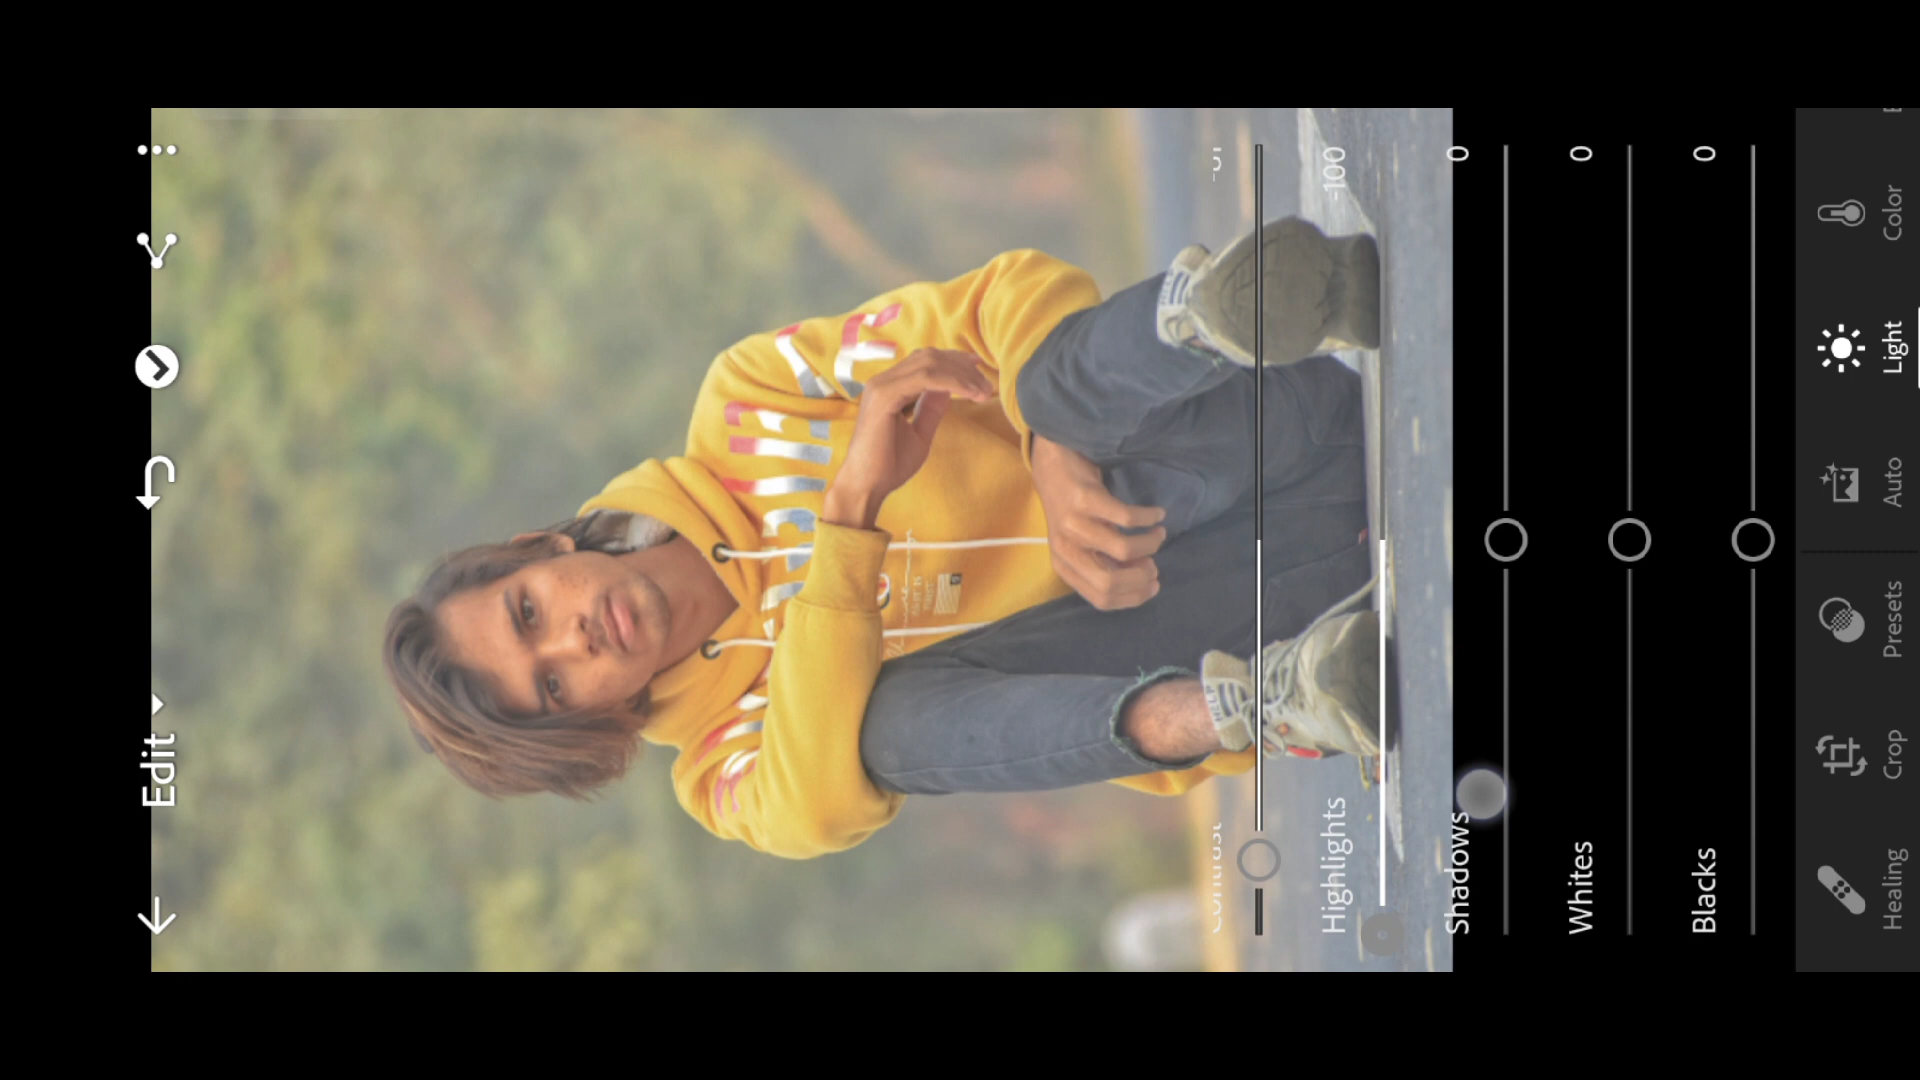 Edit
Highlights -100
Shadows 0
Whites 0
Blacks 0
Healing
Crop
Presets
Auto
Light
Color